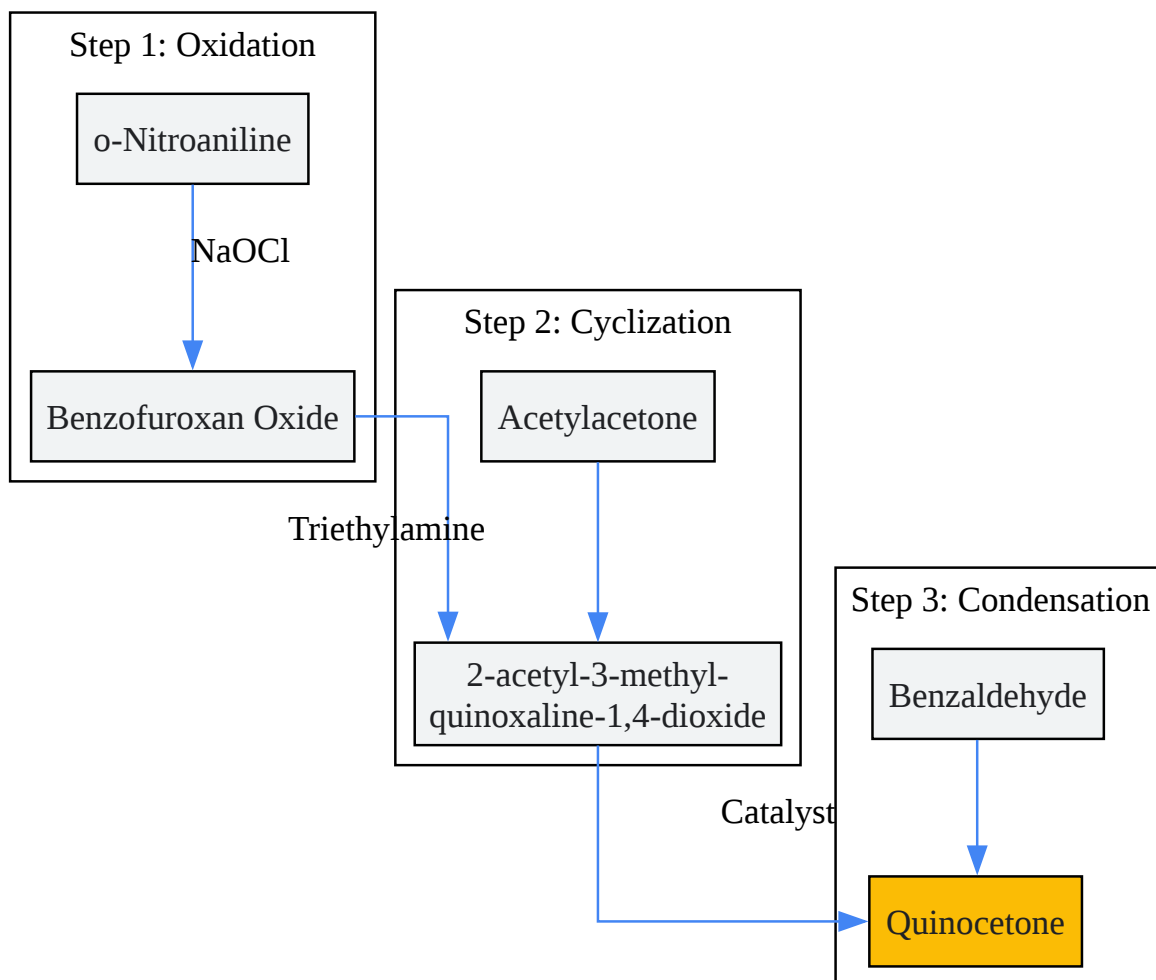 Step 1: Oxidation
o-Nitroaniline
NaOCl
Benzofuroxan Oxide
Step 2: Cyclization
Acetylacetone
Triethylamine
2-acetyl-3-methyl-
quinoxaline-1,4-dioxide
Step 3: Condensation
Benzaldehyde
Catalyst
Quinocetone